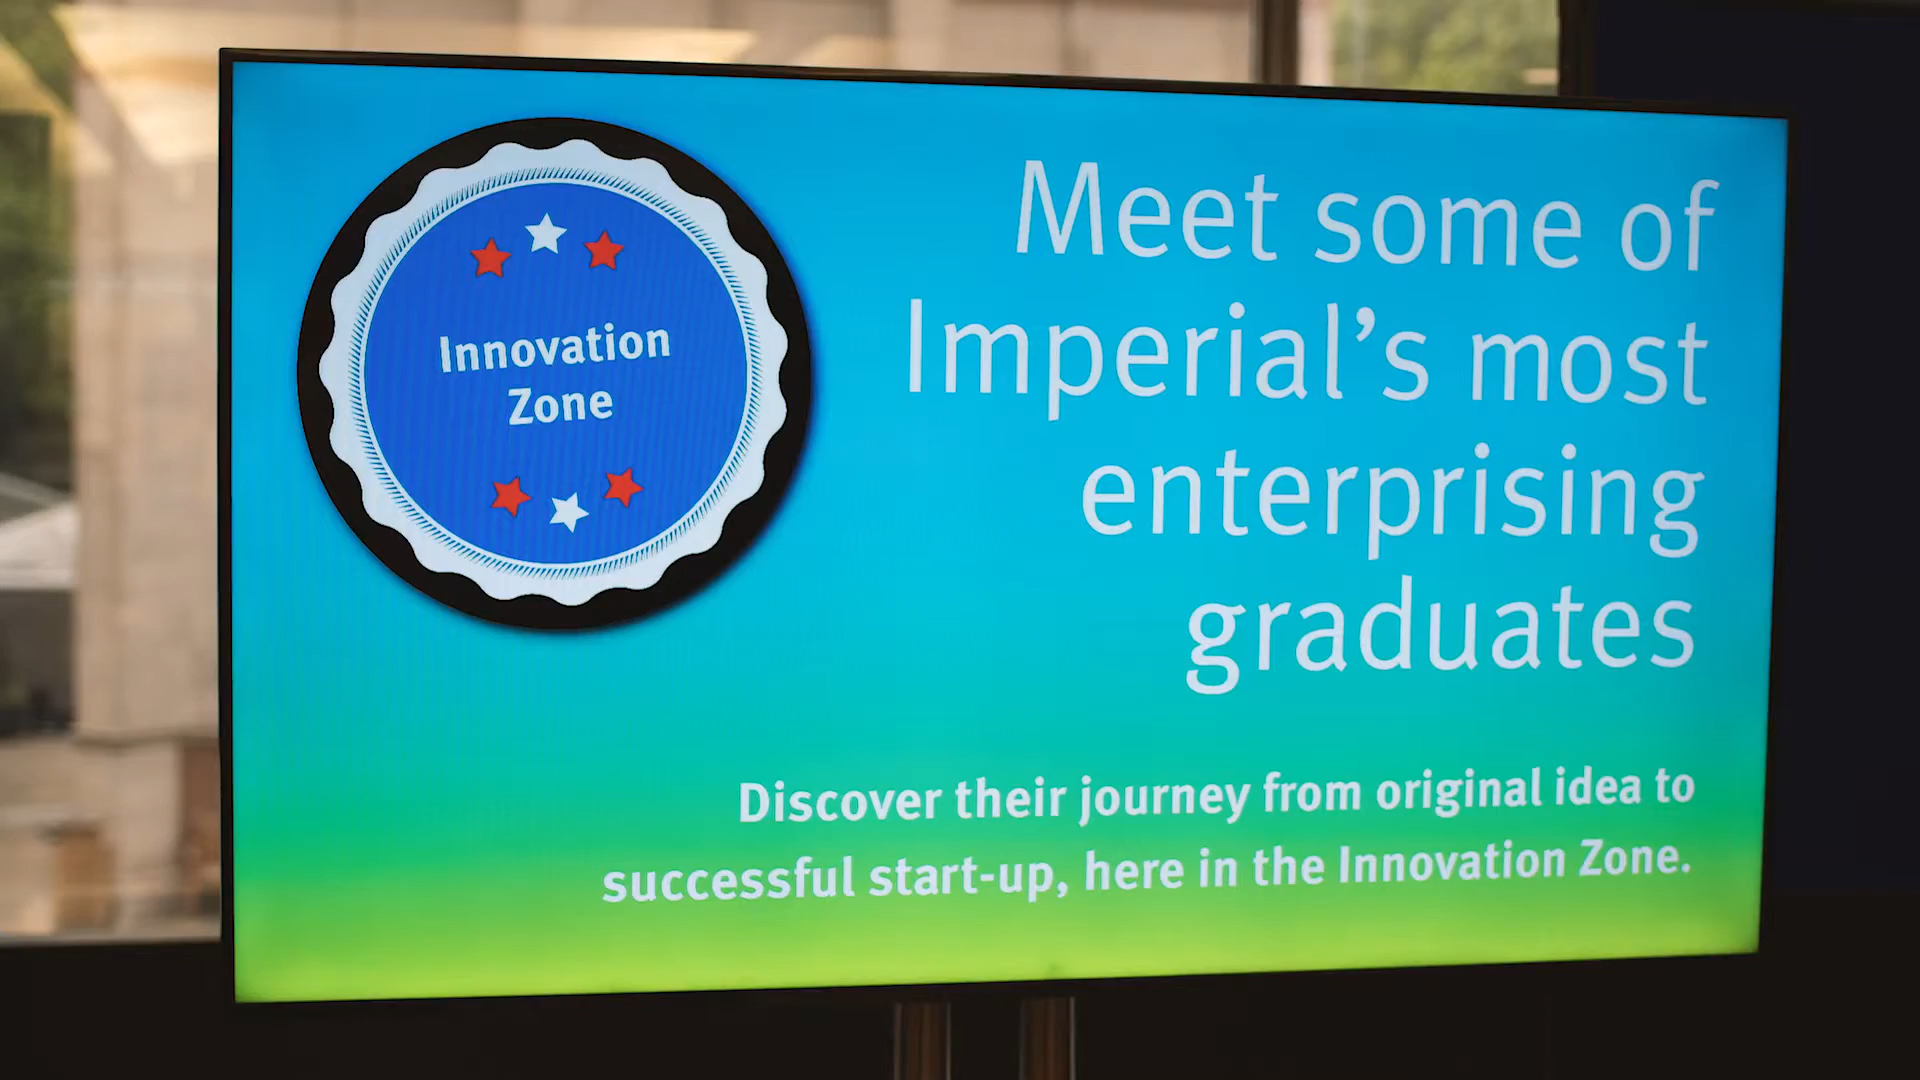 Innovation
Zone
Meet some of
Imperial’s most
enterprising
graduates
Discover their journey from original idea to
successful start-up, here in the Innovation Zone.